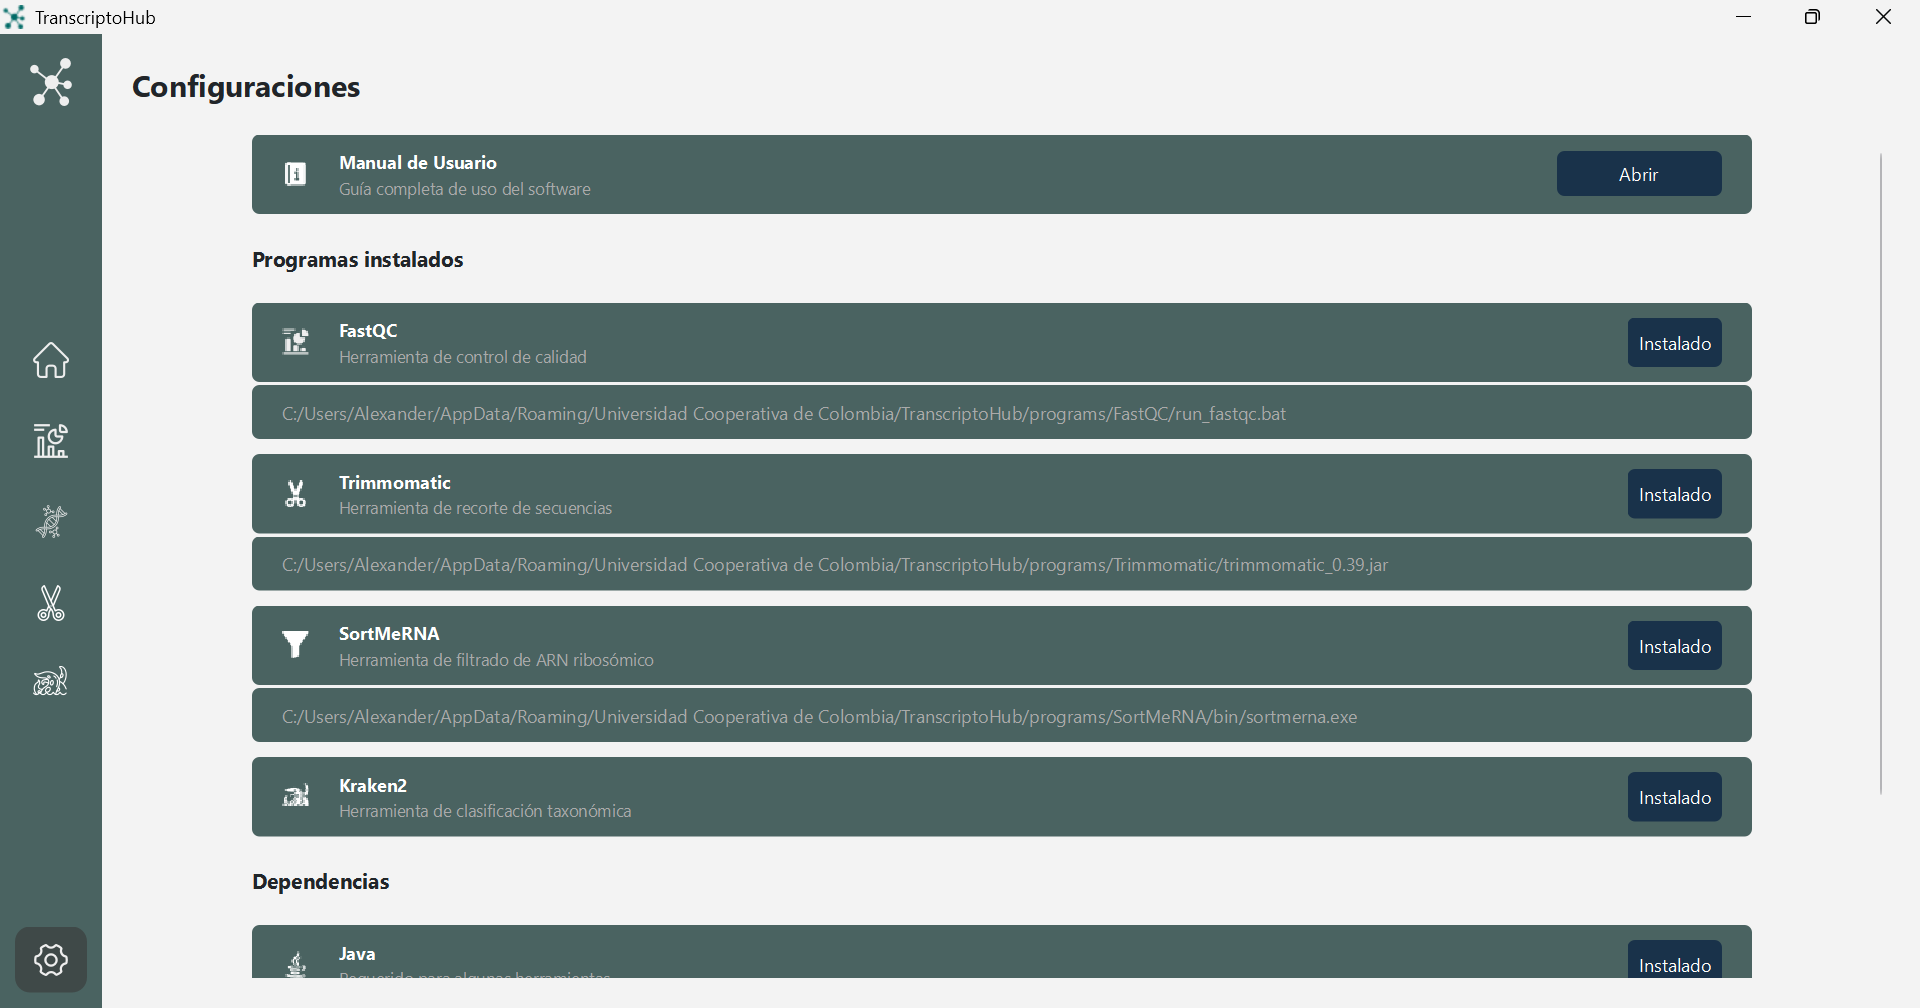 TranscriptoHub
Configuraciones
Manual de Usuario
Guía completa de uso del software
Abrir
Programas instalados
FastQC
Herramienta de control de calidad
Instalado
C:/Users/Alexander/AppData/Roaming/Universidad Cooperativa de Colombia/TranscriptoHub/programs/FastQC/run_fastqc.bat
Trimmomatic
Herramienta de recorte de secuencias
Instalado
C:/Users/Alexander/AppData/Roaming/Universidad Cooperativa de Colombia/TranscriptoHub/programs/Trimmomatic/trimmomatic_0.39.jar
SortMeRNA
Herramienta de filtrado de ARN ribosómico
Instalado
C:/Users/Alexander/AppData/Roaming/Universidad Cooperativa de Colombia/TranscriptoHub/programs/SortMeRNA/bin/sortmerna.exe
Kraken2
Herramienta de clasificación taxonómica
Instalado
Dependencias
Java
Requerido para algunas herramientas
Instalado